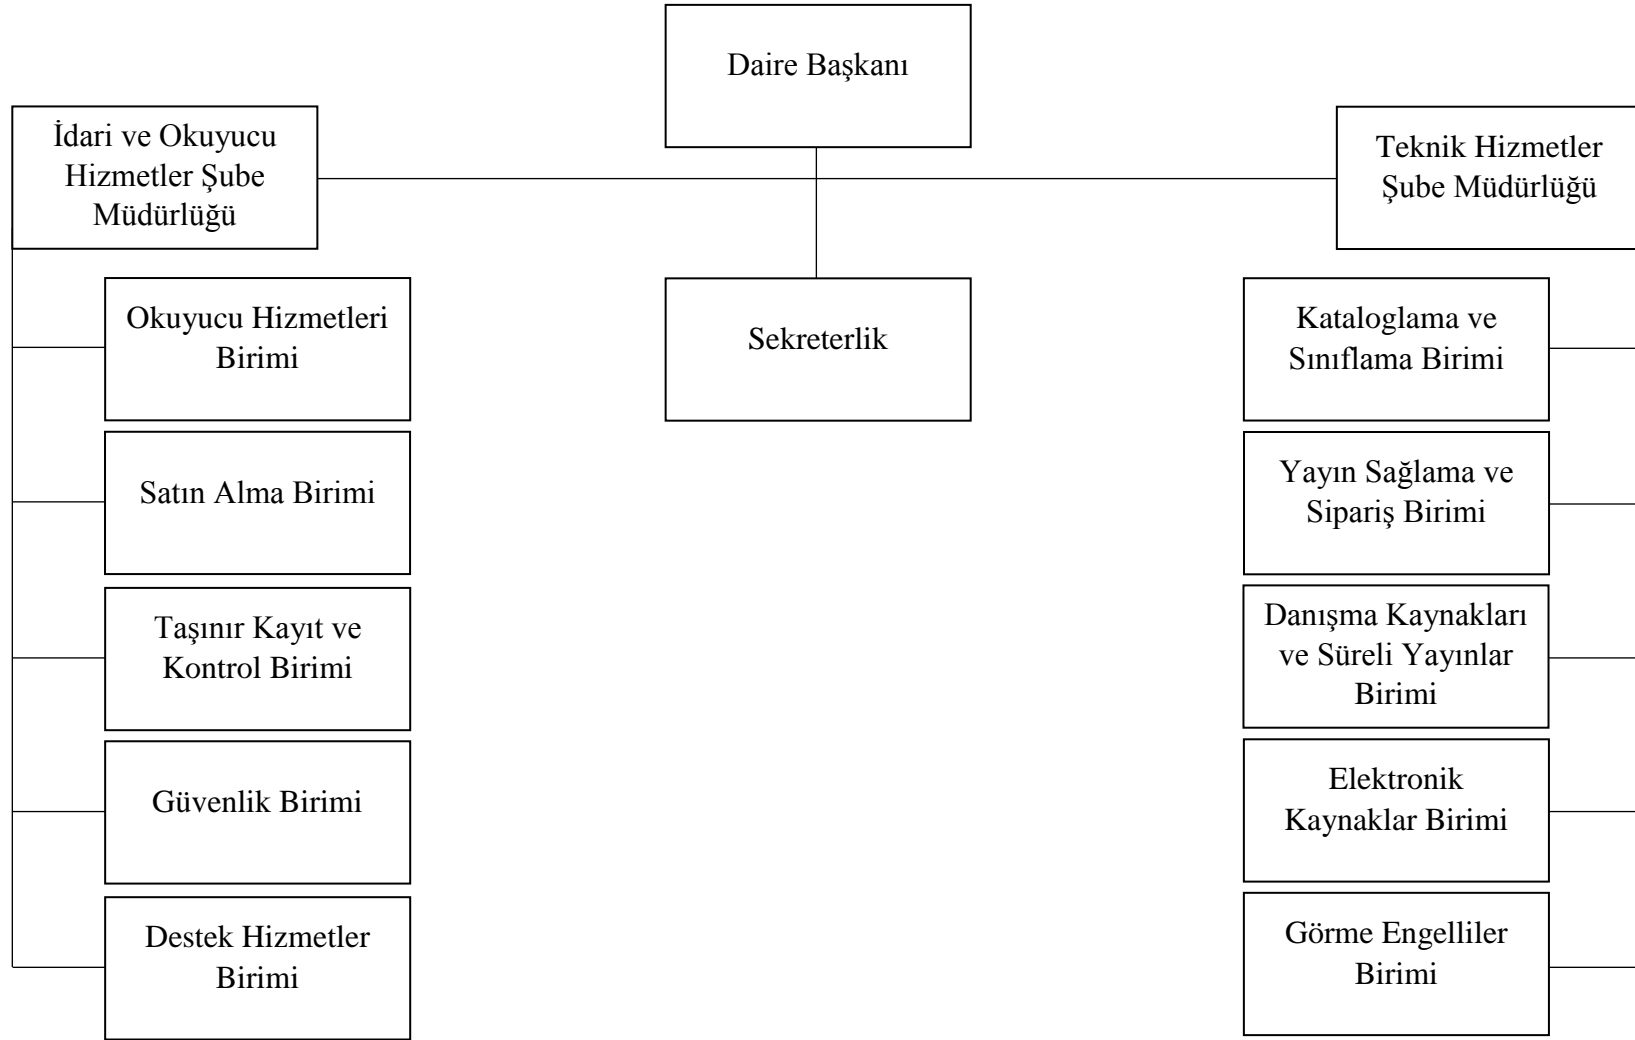 Daire Başkanı
İdari ve Okuyucu
Hizmetler Şube
Müdürlüğü
Teknik Hizmetler
Şube Müdürlüğü
Okuyucu Hizmetleri
Birimi
Satın Alma Birimi
Taşınır Kayıt ve
Kontrol Birimi
Güvenlik Birimi
Destek Hizmetler
Birimi
Sekreterlik
Kataloglama ve
Sınıflama Birimi
Yayın Sağlama ve
Sipariş Birimi
Danışma Kaynakları
ve Süreli Yayınlar
Birimi
Elektronik
Kaynaklar Birimi
Görme Engelliler
Birimi